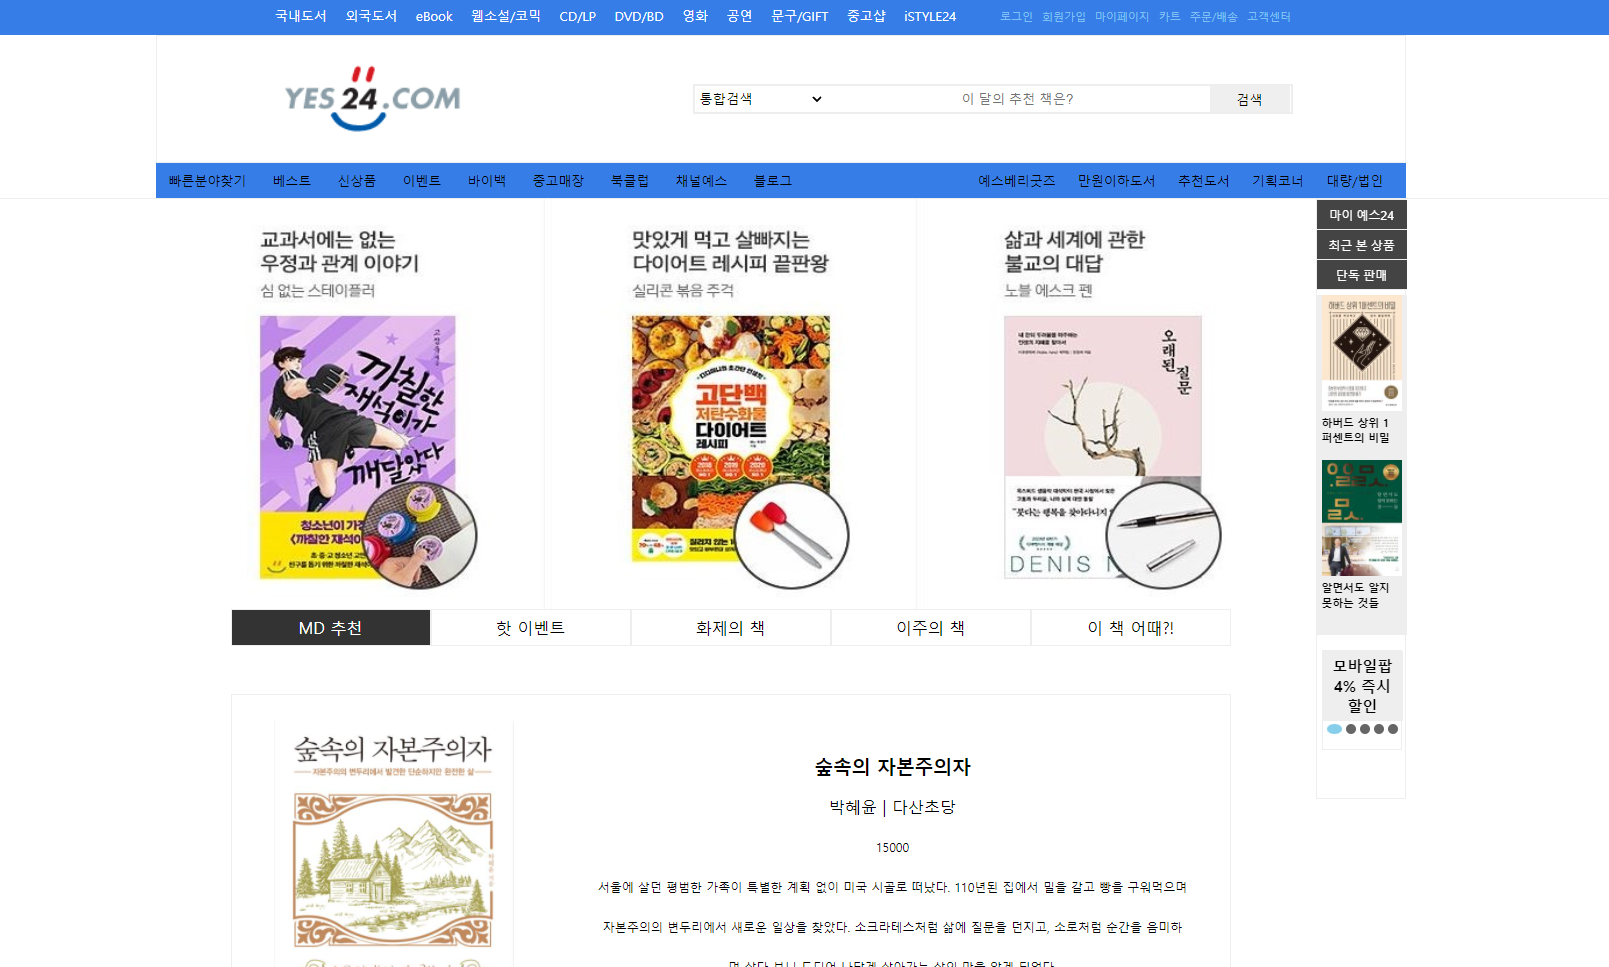 국내도서 외국도서 eBook 웹소설/코믹 CD/LP DVD/BD 영화 공연 문구/GIFT 중고샵 iSTYLE24 로그인 회원가입 마이페이지 카트 주문/배송 고객센터
YES 24 .COM
통합검색 이 달의 추천 책은? 검색
빠른분야찾기 베스트 신상품 이벤트 바이백 중고매장 북클럽 채널예스 블로그 예스베리굿즈 만원이하도서 추천도서 기획코너 대량/법인
교과서에는 없는
우정과 관계 이야기
심 없는 스테이플러
까칠한
재석이가
깨달았다
청소년이 가
맛있게 먹고 살빠지는
다이어트 레시피 끝판왕
실리콘 볶음 주걱
고단백
저탄수화물
다이어트
레시피
2018 2019 2020
삶과 세계에 관한
불교의 대답
노블 에스크 펜
오래된
질문
DENIS
마이 예스24
최근 본 상품
단독 판매
하버드 상위 1퍼센트의 비밀
하버드 상위 1
퍼센트의 비밀
알면서도 알지
못하는 것들
모바일팝
4% 즉시
할인
MD 추천 핫 이벤트 화제의 책 이주의 책 이 책 어때?!
숲속의 자본주의자
자본주의의 변두리에서 발견한 단순하지만 완전한 삶
숲속의 자본주의자
박혜윤 | 다산초당
15000
서울에 살던 평범한 가족이 특별한 계획 없이 미국 시골로 떠났다. 110년된 집에서 밀을 갈고 빵을 구워먹으며
자본주의의 변두리에서 새로운 일상을 찾았다. 소크라테스처럼 삶에 질문을 던지고, 소로처럼 순간을 음미하